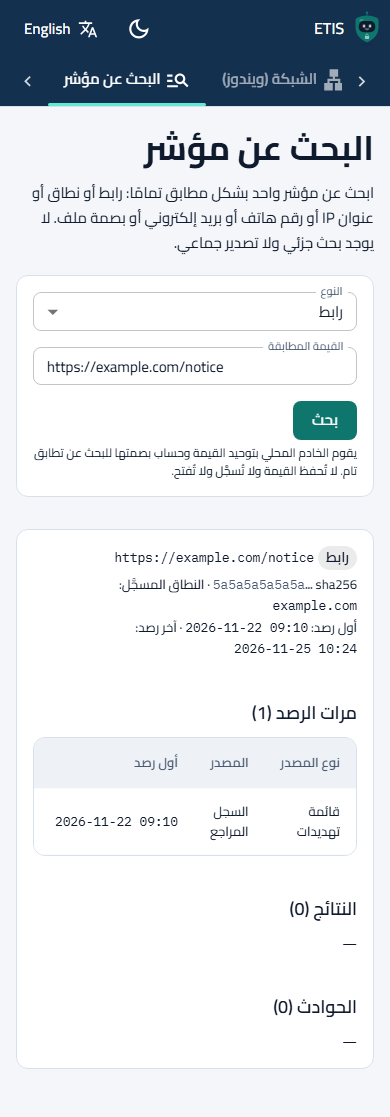 ETIS
English
الشبكة (ويندوز)
البحث عن مؤشر
البحث عن مؤشر
ابحث عن مؤشر واحد بشكل مطابق تمامًا: رابط أو نطاق أو
عنوان IP أو رقم هاتف أو بريد إلكتروني أو بصمة ملف. لا
يوجد بحث جزئي ولا تصدير جماعي.
النوع
رابط
القيمة المطابقة
https://example.com/notice
بحث
يقوم الخادم المحلي بتوحيد القيمة وحساب بصمتها للبحث عن تطابق
تام. لا تُحفظ القيمة ولا تُسجَّل ولا تُفتح.
رابط https://example.com/notice
sha256 5a5a5a5a5a5a… · النطاق المسجَّل:
example.com
أول رصد: 2026-11-22 09:10 · آخر رصد:
2026-11-25 10:24
مرات الرصد (1)
نوع المصدر المصدر أول رصد
قائمة تهديدات السجل المراجع 2026-11-22 09:10
النتائج (0)
—
الحوادث (0)
—